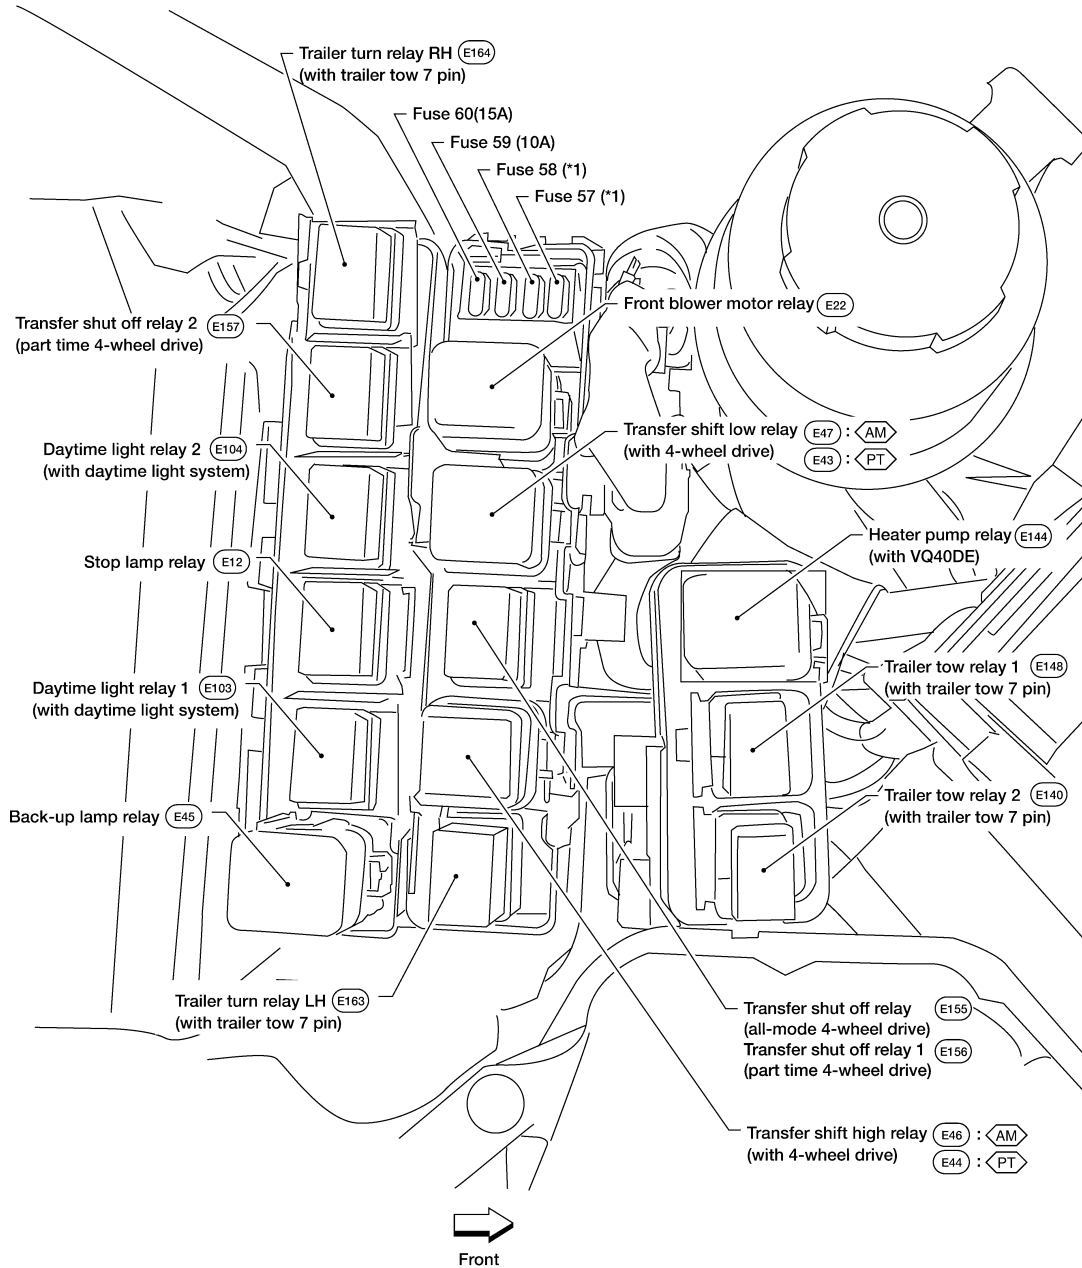 Trailer turn relay RH E164
(with trailer tow 7 pin)
Fuse 60(15A)
Fuse 59 (10A)
Fuse 58 (*1)
Fuse 57 (*1)
Front blower motor relay E22
Transfer shut off relay 2 E157
(part time 4-wheel drive)
Transfer shift low relay E47 : AM
(with 4-wheel drive) E43 : PT
Daytime light relay 2 E104
(with daytime light system)
Heater pump relay E144
(with VQ40DE)
Stop lamp relay E12
Trailer tow relay 1 E148
(with trailer tow 7 pin)
Daytime light relay 1 E103
(with daytime light system)
Trailer tow relay 2 E140
(with trailer tow 7 pin)
Back-up lamp relay E45
Trailer turn relay LH E163
(with trailer tow 7 pin)
Transfer shut off relay E155
(all-mode 4-wheel drive)
Transfer shut off relay 1 E156
(part time 4-wheel drive)
Transfer shift high relay E46 : AM
(with 4-wheel drive) E44 : PT
Front